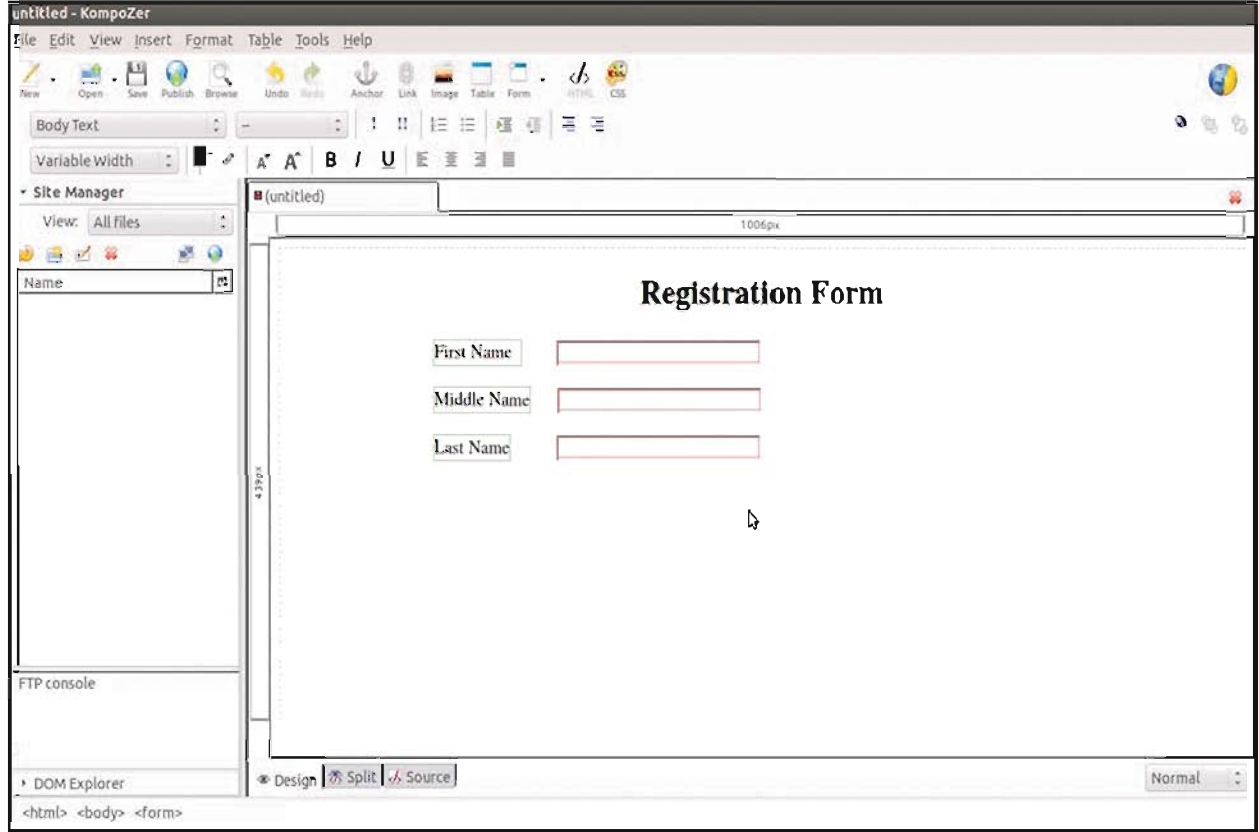 untitled - KompoZer
File Edit View Insert Format Table Tools Help
New Open Save Publish Browse Undo Redo Anchor Link Image Table Form HTML CSS
Body Text -
Variable Width B I U
Site Manager
(untitled)
View: All files
1006px
Name
Registration Form
First Name
Middle Name
Last Name
439px
FTP console
DOM Explorer
Design Split Source Normal
<html> <body> <form>